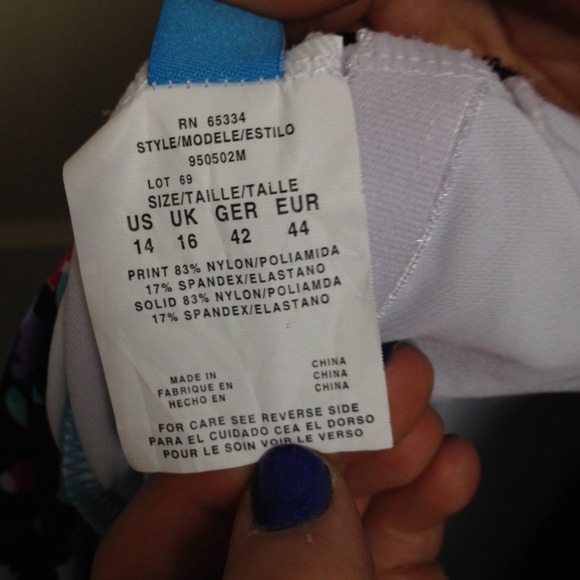 RN 65334
STYLE/MODELE/ESTILO
950502M
LOT 69
SIZE/TAILLE/TALLE
US UK GER EUR
14 16 42 44
PRINT 83% NYLON/POLIAMIDA
17% SPANDEX/ELASTANO
SOLID 83% NYLON/POLIAMDA
17% SPANDEX/ELASTANO
MADE IN CHINA
FABRIQUE EN CHINA
HECHO EN CHINA
FOR CARE SEE REVERSE SIDE
PARA EL CUIDADO CEA EL DORSO
POUR LE SOIN VOIR LE VERSO